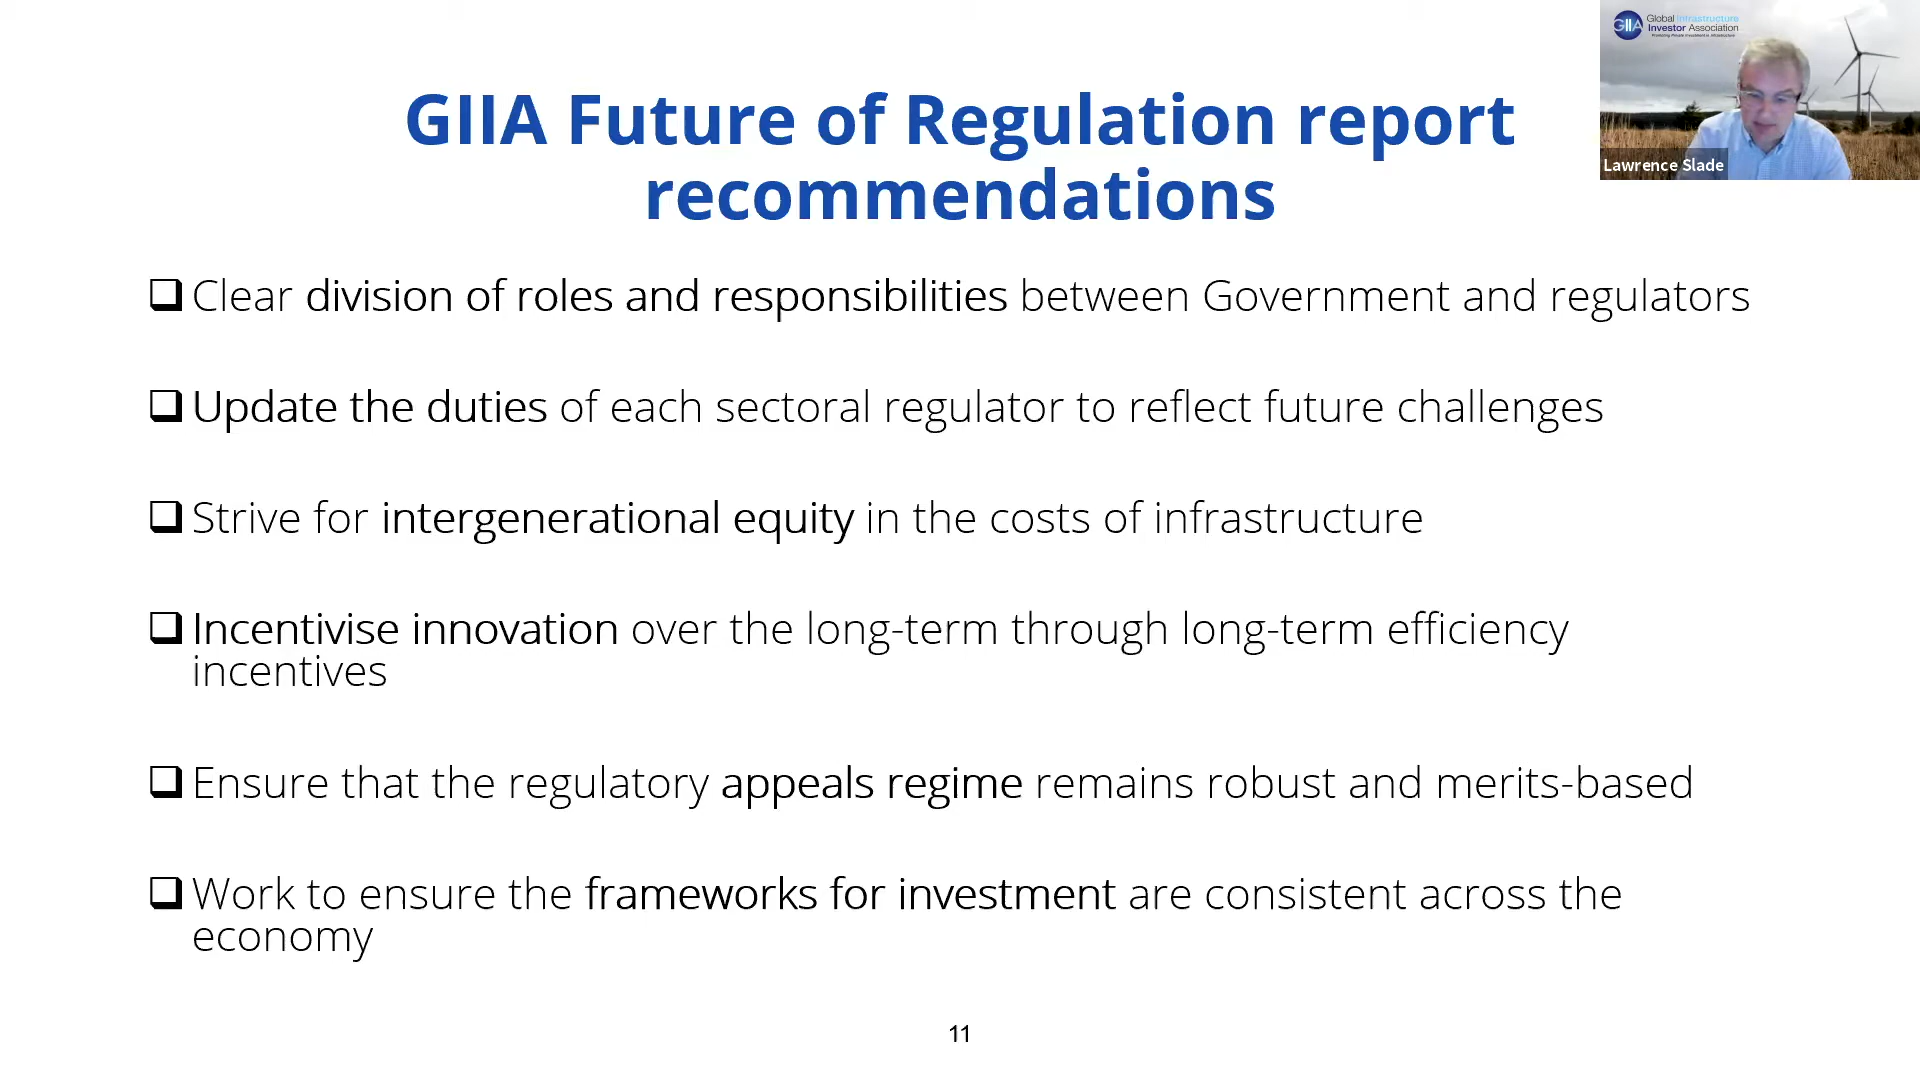 GIIA Future of Regulation report
recommendations
GIIA
Global Infrastructure
Investor Association
Lawrence Slade
❑ Clear division of roles and responsibilities between Government and regulators
❑ Update the duties of each sectoral regulator to reflect future challenges
❑ Strive for intergenerational equity in the costs of infrastructure
❑ Incentivise innovation over the long-term through long-term efficiency
incentives
❑ Ensure that the regulatory appeals regime remains robust and merits-based
❑ Work to ensure the frameworks for investment are consistent across the
economy
11